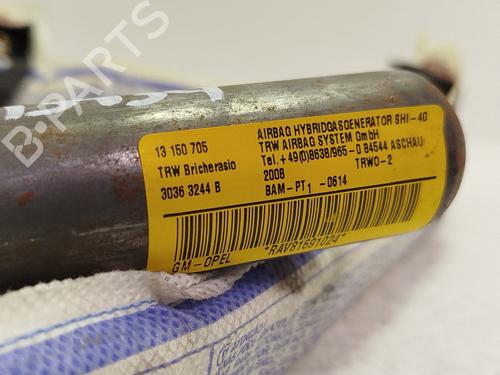 B-PARTS
13 150 705
TRW Bricherasio
3036 3244 B
AIRBAG HYBRIDGASGENERATOR SHI-40
TRW AIRBAG SYSTEM GmbH
Tel.+49(0)8638/965-0 84544 ASCHAU
2008 TRWO-2
BAM-PT1 -0614
GM-OPEL *RAV81691024*